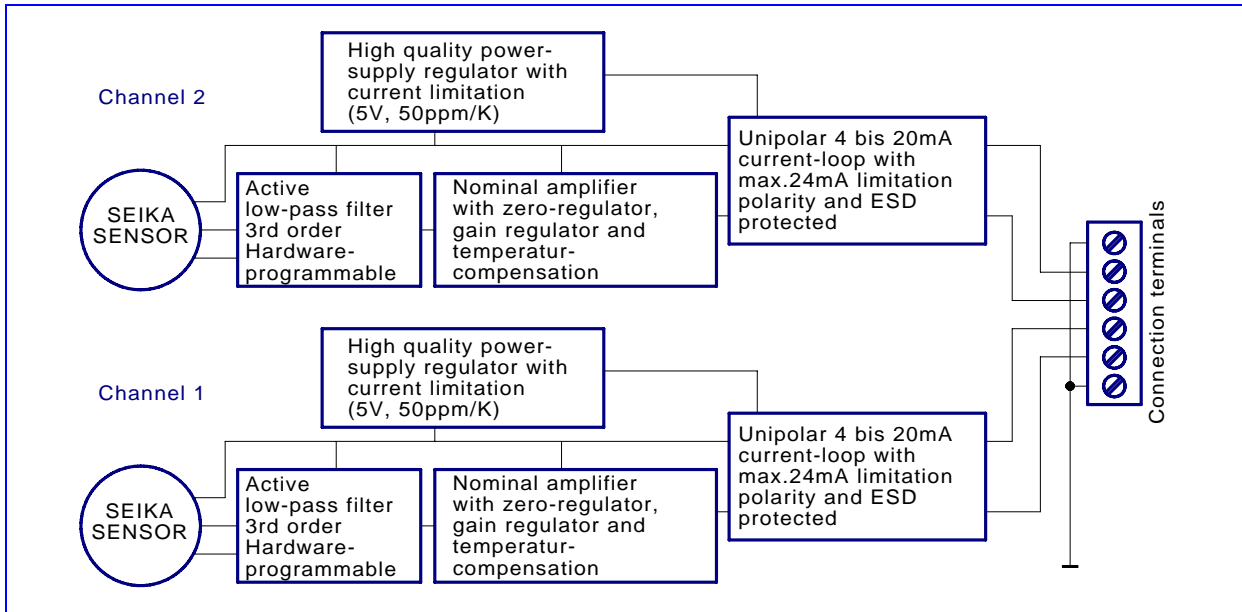 Channel 2
High quality power-
supply regulator with
current limitation
(5V, 50ppm/K)
SEIKA
SENSOR
Active
low-pass filter
3rd order
Hardware-
programmable
Nominal amplifier
with zero-regulator,
gain regulator and
temperatur-
compensation
Unipolar 4 bis 20mA
current-loop with
max.24mA limitation
polarity and ESD
protected
Connection terminals
Channel 1
High quality power-
supply regulator with
current limitation
(5V, 50ppm/K)
SEIKA
SENSOR
Active
low-pass filter
3rd order
Hardware-
programmable
Nominal amplifier
with zero-regulator,
gain regulator and
temperatur-
compensation
Unipolar 4 bis 20mA
current-loop with
max.24mA limitation
polarity and ESD
protected